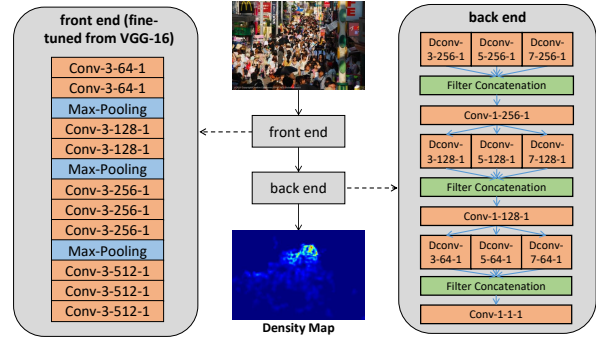 front end (fine-
tuned from
VGG-16)
Conv-3-64-1
Conv-3-64-1
Max-Pooling
Conv-3-128-1
Conv-3-128-1
Max-Pooling
Conv-3-256-1
Conv-3-256-1
Conv-3-256-1
Max-Pooling
Conv-3-512-1
Conv-3-512-1
Conv-3-512-1
front end
back end
Density Map
back end
Dconv- Dconv- Dconv-
3-256-1 5-256-1 7-256-1
Filter Concatenation
Conv-1-256-1
Dconv- Dconv- Dconv-
3-128-1 5-128-1 7-128-1
Filter Concatenation
Conv-1-128-1
Dconv- Dconv- Dconv-
3-64-1 5-64-1 7-64-1
Filter Concatenation
Conv-1-1-1